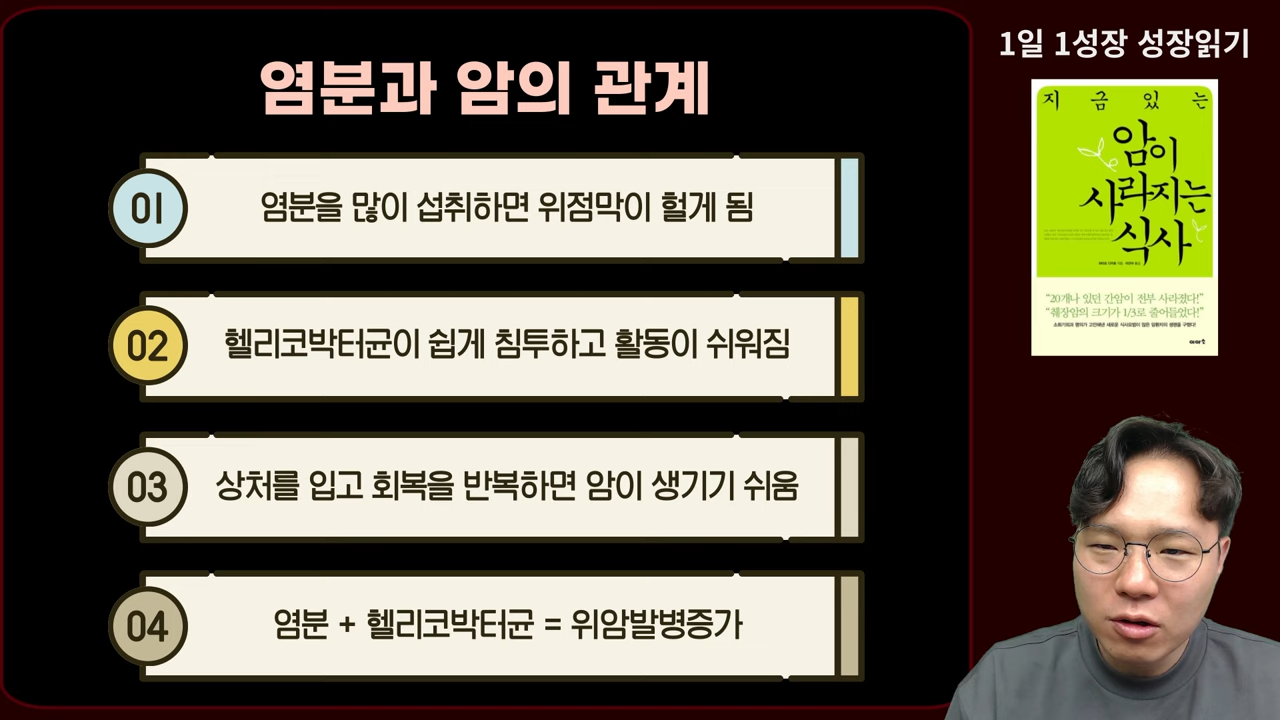 염분과 암의 관계
01
염분을 많이 섭취하면 위점막이 헐게 됨
02
헬리코박터균이 쉽게 침투하고 활동이 쉬워짐
03
상처를 입고 회복을 반복하면 암이 생기기 쉬움
04
염분 + 헬리코박터균 = 위암발병증가
1일 1성장 성장읽기
지금있는
암이
사라지는
식사
“20개나 있던 간암이 전부 사라졌다!”
“췌장암의 크기가 1/3로 줄어들었다!”